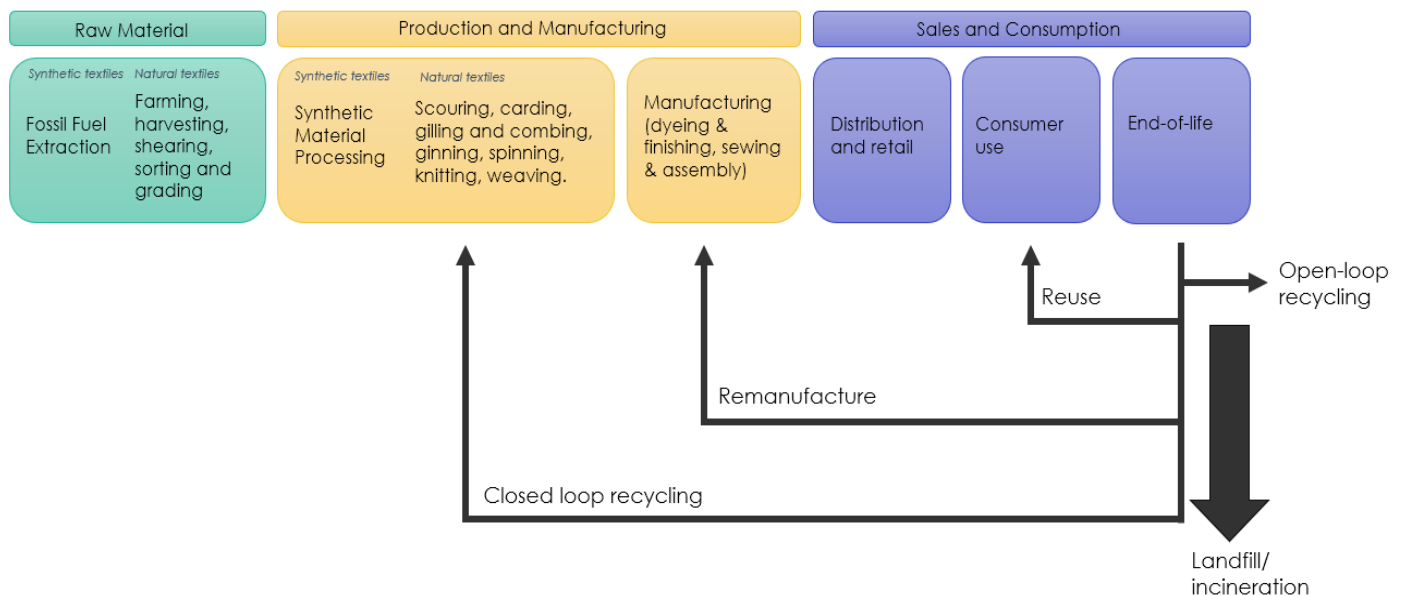 Raw Material
Production and Manufacturing
Sales and Consumption
Synthetic textiles
Natural textiles
Fossil Fuel
Extraction
Farming,
harvesting,
shearing,
sorting and
grading
Synthetic textiles
Natural textiles
Synthetic
Material
Processing
Scouring, carding,
gilling and combing,
ginning, spinning,
knitting, weaving.
Manufacturing
(dyeing &
finishing, sewing
& assembly)
Distribution
and retail
Consumer
use
End-of-life
Open-loop
recycling
Reuse
Remanufacture
Closed loop recycling
Landfill/
incineration